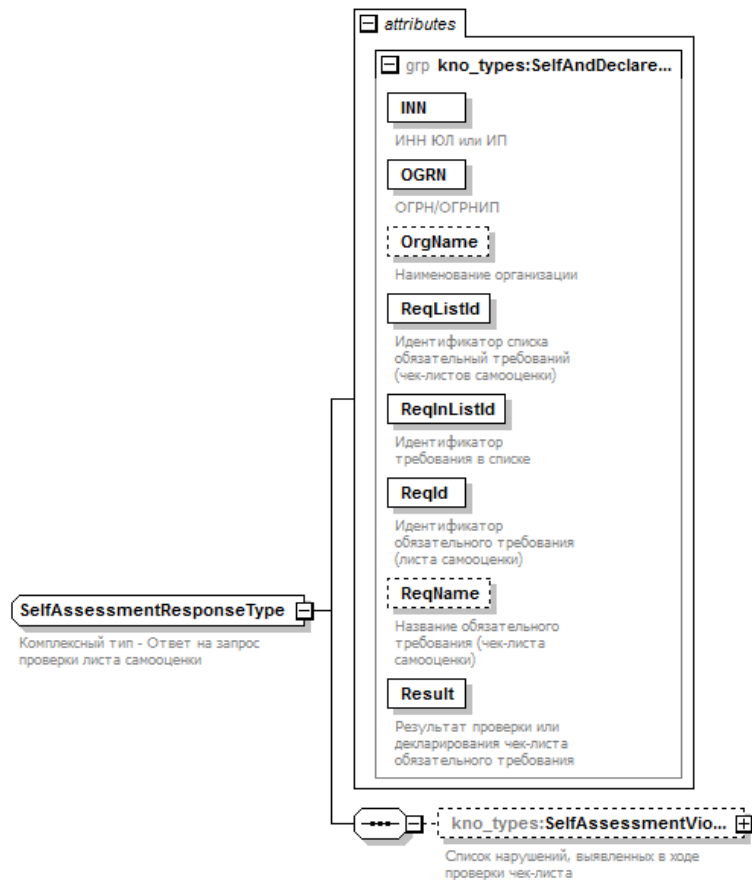 attributes
grp kno_types:SelfAndDeclare...
INN
ИНН ЮЛ или ИП
OGRN
ОГРН/ОГРНИП
OrgName
Наименование организации
ReqListId
Идентификатор списка
обязательный требований
(чек-листов самооценки)
ReqInListId
Идентификатор
требования в списке
ReqId
Идентификатор
обязательного требования
(листа самооценки)
ReqName
Название обязательного
требования (чек-листа
самооценки)
Result
Результат проверки или
декларирования чек-листа
обязательного требования
SelfAssessmentResponseType
Комплексный тип - Ответ на запрос
проверки листа самооценки
kno_types:SelfAssessmentVio...
Список нарушений, выявленных в ходе
проверки чек-листа